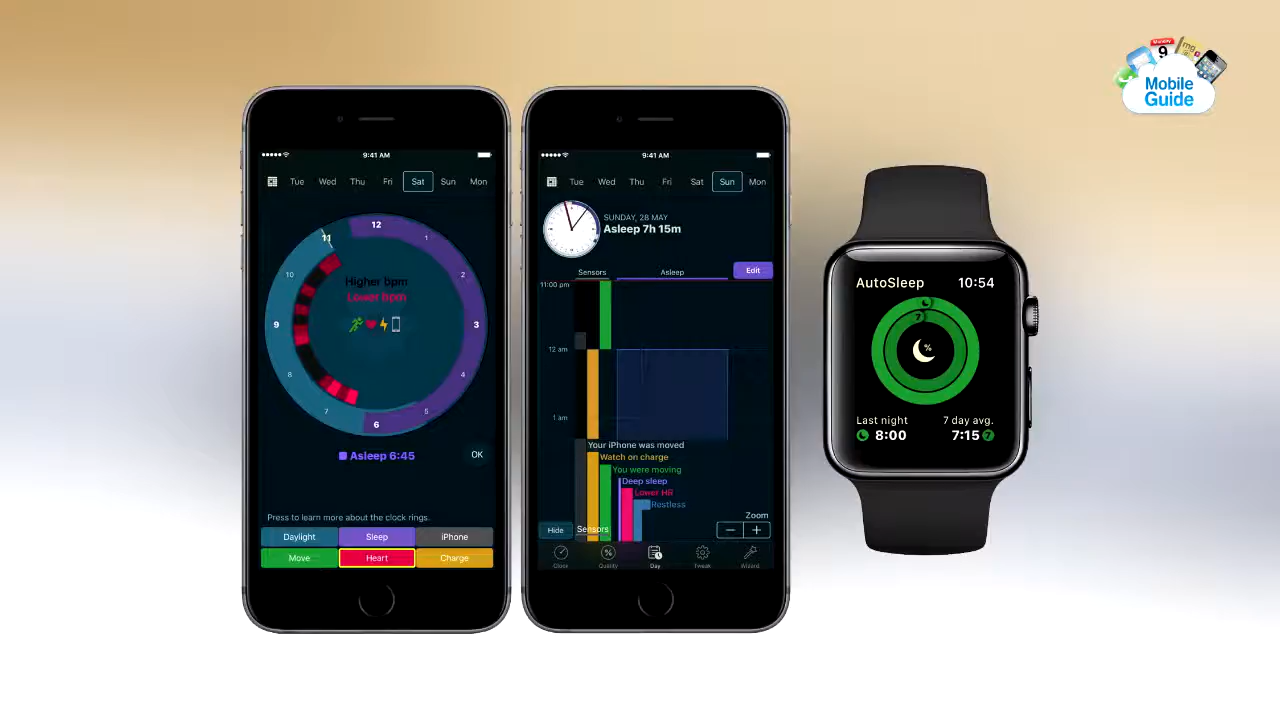 Monday
9
Mobile
Guide
9:41 AM
Tue Wed Thu Fri Sat Sun Mon
12
11
1
10
2
Higher bpm
Lower bpm
9
3
8
4
7
5
6
Asleep 6:45
OK
Press to learn more about the clock rings.
Daylight Sleep iPhone
Move Heart Charge
9:41 AM
Tue Wed Thu Fri Sat Sun Mon
SUNDAY, 28 MAY
Asleep 7h 15m
Sensors Asleep Edit
11:00 pm
12 am
1 am
Your iPhone was moved
Watch on charge
You were moving
Deep sleep
Lower HR
Restless
Zoom
Hide Sensors − +
Clock Quality Day Tweak Wizard
AutoSleep 10:54
7
%
Last night 7 day avg.
8:00 7:15 7